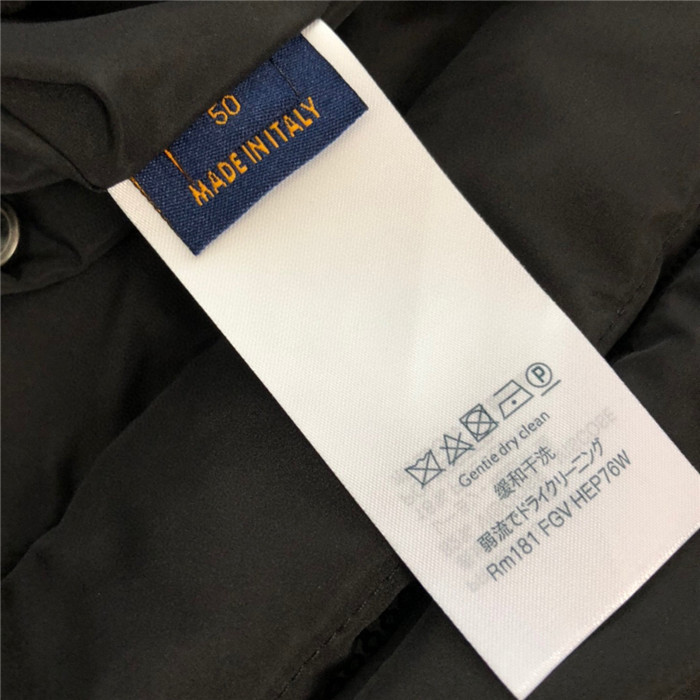 50
MADE IN ITALY
P
Gentie dry clean
缓和干洗
弱流でドライクリーニング
Rm181 FGV HEP76W